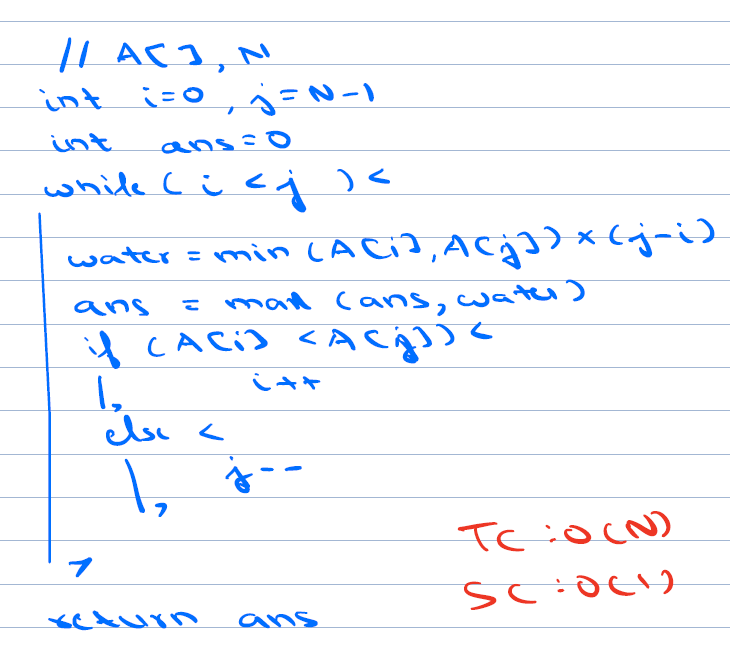 // A[], N
int i=0, j=N-1
int ans=0
while (i<j) {
water = min (A[i], A[j]) × (j-i)
ans = max (ans, water)
if (A[i] < A[j]) {
i++
}
else {
j--
}
}
TC : O(N)
SC : O(1)
return ans